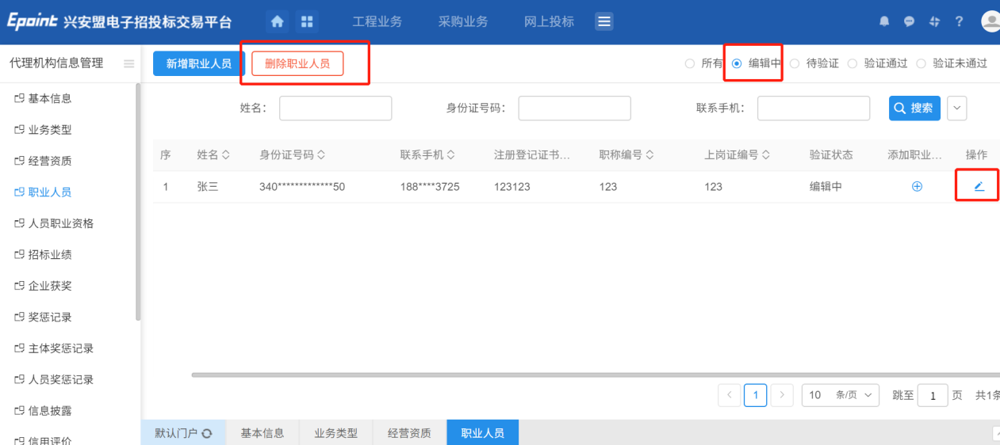 Epoint 兴安盟电子招投标交易平台 工程业务 采购业务 网上投标 ?
代理机构信息管理
基本信息
业务类型
经营资质
职业人员
人员职业资格
招标业绩
企业获奖
奖惩记录
主体奖惩记录
人员奖惩记录
信息披露
信用评价
新增职业人员 删除职业人员 所有 编辑中 待验证 验证通过 验证未通过
姓名: 身份证号码: 联系手机: 搜索
序 姓名 身份证号码 联系手机 注册登记证书... 职称编号 上岗证编号 验证状态 添加职业... 操作
1 张三 340*************50 188****3725 123123 123 123 编辑中
< 1 > 10 条/页 跳至 1 页 共1条
默认门户 基本信息 业务类型 经营资质 职业人员